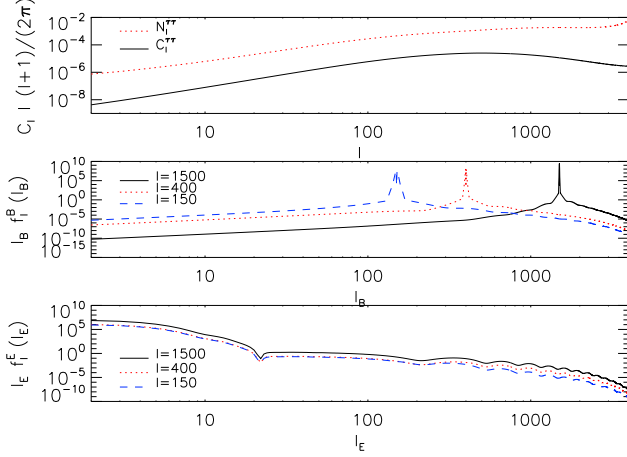 10^-2
10^-4
10^-6
10^-8
C_l l (l+1)/(2π)
N_l^ττ
C_l^ττ
10 100 1000
l
10^10
10^5
10^0
10^-5
10^-10
10^-15
l_B f_l^B (l_B)
l=1500
l=400
l=150
10 100 1000
l_B
10^10
10^5
10^0
10^-5
10^-10
l_E f_l^E (l_E)
l=1500
l=400
l=150
10 100 1000
l_E